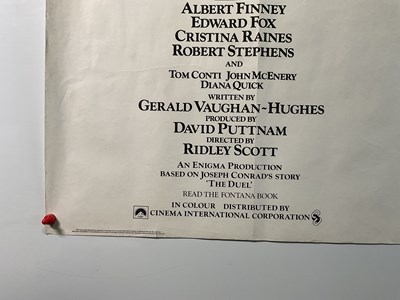 ALBERT FINNEY
EDWARD FOX
CRISTINA RAINES
ROBERT STEPHENS
AND
TOM CONTI JOHN MCENERY
DIANA QUICK
WRITTEN BY
GERALD VAUGHAN-HUGHES
PRODUCED BY
DAVID PUTTNAM
DIRECTED BY
RIDLEY SCOTT
AN ENIGMA PRODUCTION
BASED ON JOSEPH CONRAD'S STORY
'THE DUEL'
READ THE FONTANA BOOK
IN COLOUR DISTRIBUTED BY
CINEMA INTERNATIONAL CORPORATION